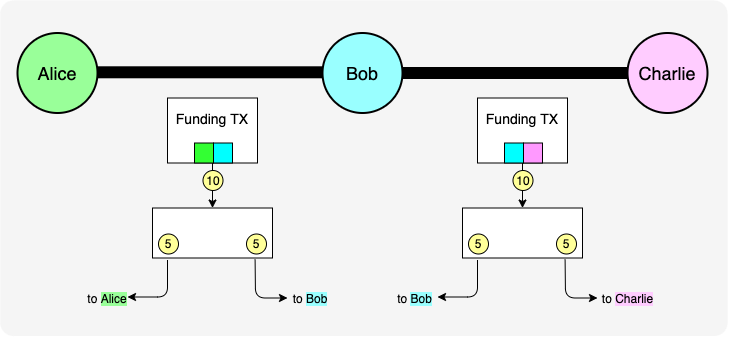 Alice
Bob
Charlie
Funding TX
Funding TX
10
10
5
5
5
5
to Alice
to Bob
to Bob
to Charlie